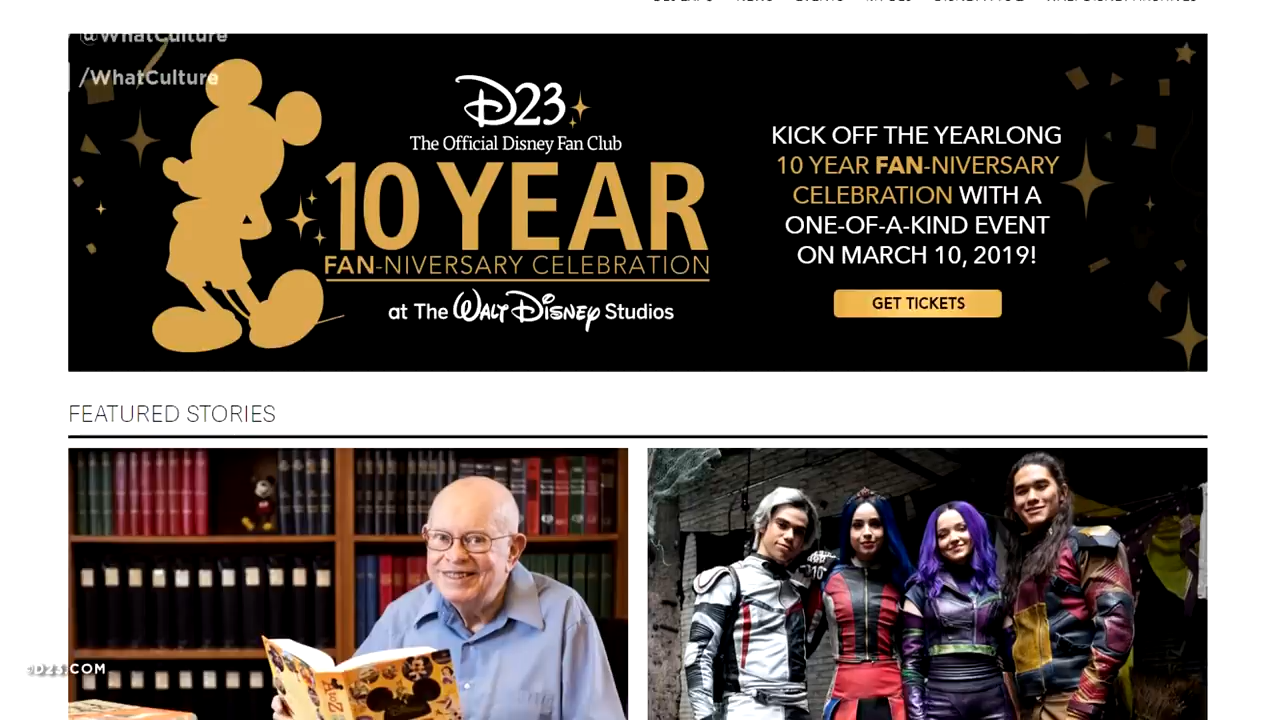 @WhatCulture
/WhatCulture
D23
The Official Disney Fan Club
10 YEAR
FAN-NIVERSARY CELEBRATION
at The WALT DISNEY Studios
KICK OFF THE YEARLONG
10 YEAR FAN-NIVERSARY
CELEBRATION WITH A
ONE-OF-A-KIND EVENT
ON MARCH 10, 2019!
GET TICKETS
FEATURED STORIES
©D23.COM